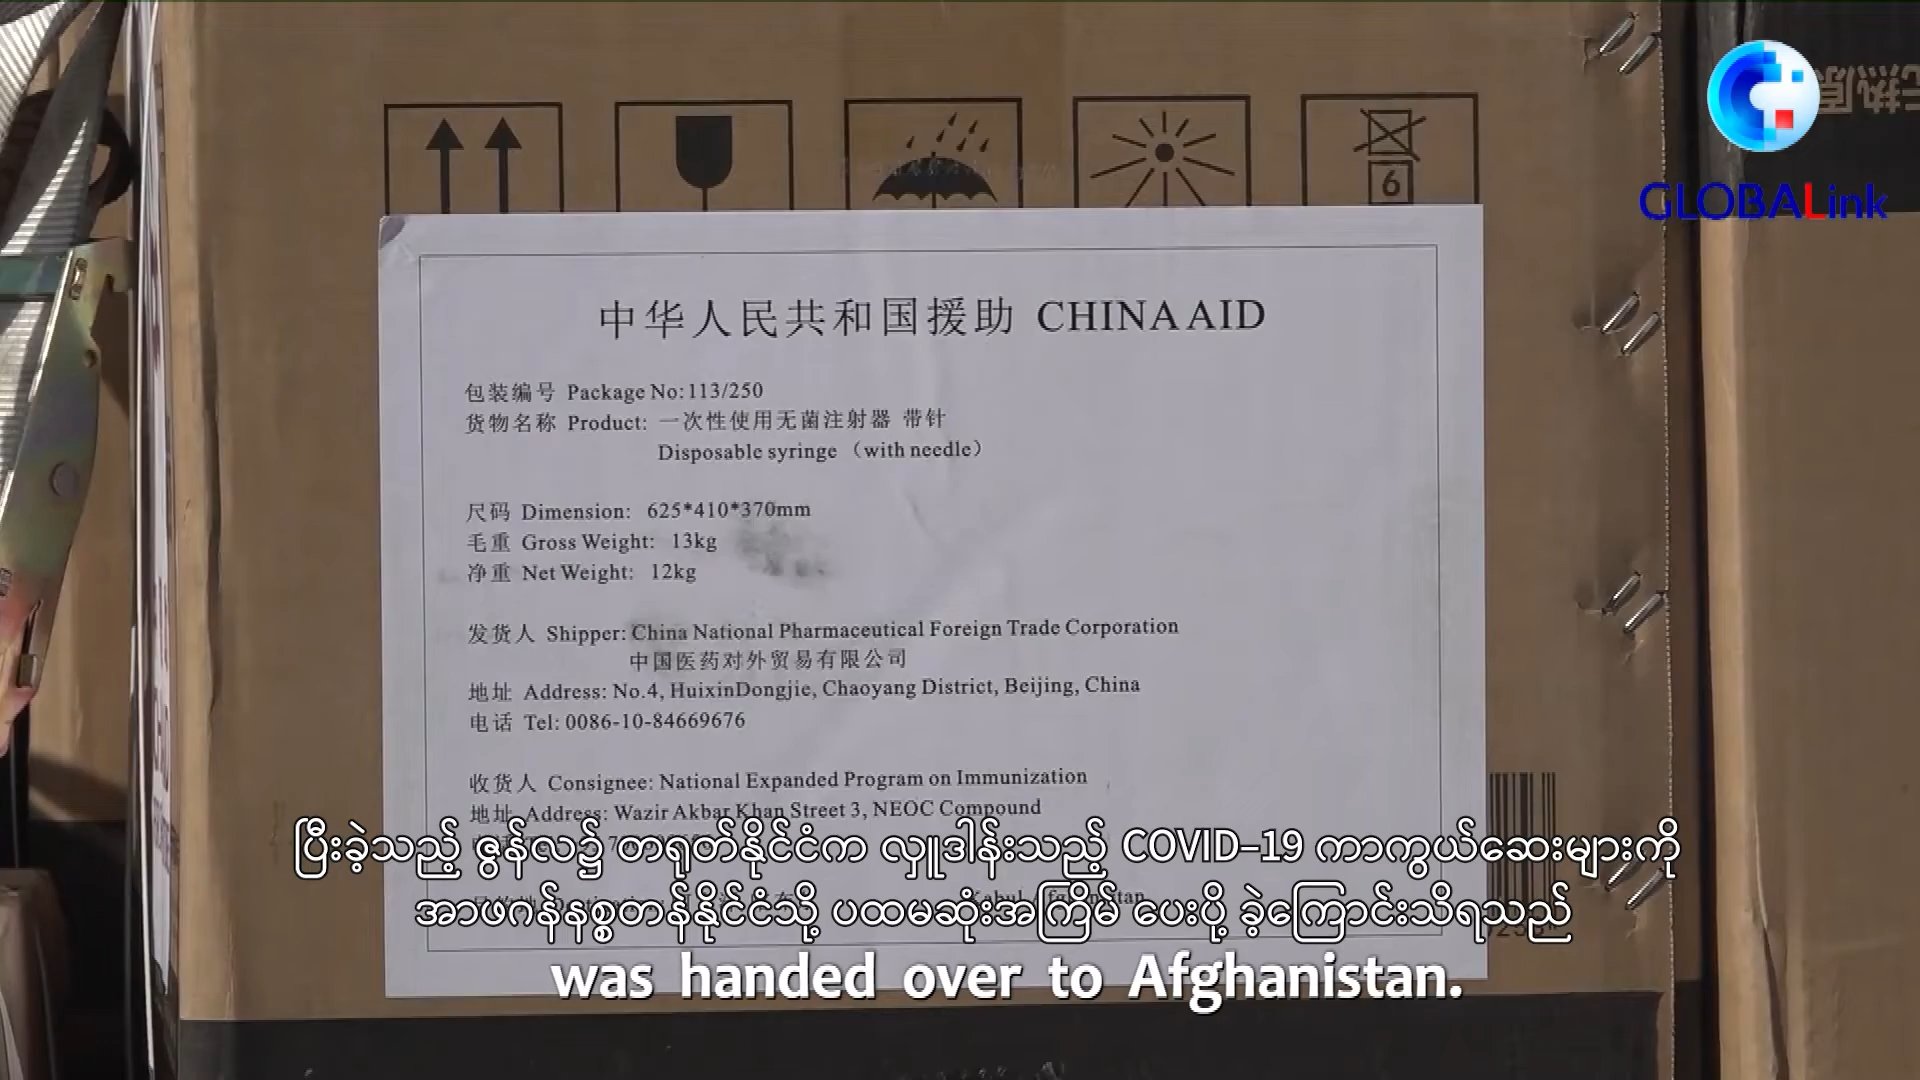 6
GLOBALink
中华人民共和国援助 CHINA AID
包装编号 Package No: 113/250
货物名称 Product: 一次性使用无菌注射器 带针
Disposable syringe （with needle）
尺码 Dimension: 625*410*370mm
毛重 Gross Weight: 13kg
净重 Net Weight: 12kg
发货人 Shipper: China National Pharmaceutical Foreign Trade Corporation
中国医药对外贸易有限公司
地址 Address: No.4, HuixinDongjie, Chaoyang District, Beijing, China
电话 Tel: 0086-10-84669676
收货人 Consignee: National Expanded Program on Immunization
地址 Address: Wazir Akbar Khan Street 3, NEOC Compound
ပြီးခဲ့သည့် ဇွန်လ၌ တရုတ်နိုင်ငံက လှူဒါန်းသည့် COVID–19 ကာကွယ်ဆေးများကို
အာဖဂန်နစ္စတန်နိုင်ငံသို့ ပထမဆုံးအကြိမ် ပေးပို့ ခဲ့ကြောင်းသိရသည်
was handed over to Afghanistan.